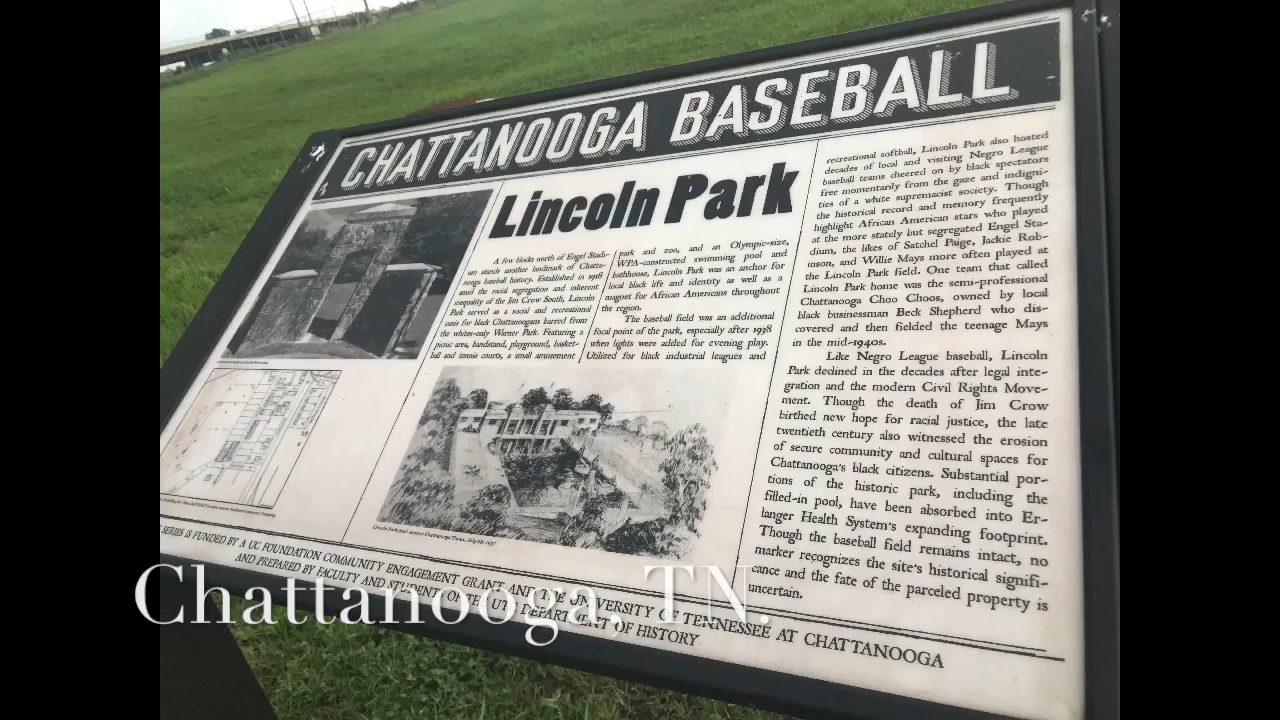 CHATTANOOGA BASEBALL
Lincoln Park
A few blocks north of Engel Stadi-
um stands another landmark of Chatta-
nooga baseball history. Established in 1918
amid the racial segregation and inherent
inequality of the Jim Crow South, Lincoln
Park served as a social and recreational
oasis for black Chattanoogans barred from
the whites-only Warner Park. Featuring a
picnic area, bandstand, playground, basket-
ball and tennis courts, a small amusement
park and zoo, and an Olympic-size,
WPA-constructed swimming pool and
bathhouse, Lincoln Park was an anchor for
local black life and identity as well as a
magnet for African Americans throughout
the region.
The baseball field was an additional
focal point of the park, especially after 1938
when lights were added for evening play.
Utilized for black industrial leagues and
recreational softball, Lincoln Park also hosted
decades of local and visiting Negro League
baseball teams cheered on by black spectators
free momentarily from the gaze and indigni-
ties of a white supremacist society. Though
the historical record and memory frequently
highlight African American stars who played
at the more stately but segregated Engel Sta-
dium, the likes of Satchel Paige, Jackie Rob-
inson, and Willie Mays more often played at
the Lincoln Park field. One team that called
Lincoln Park home was the semi-professional
Chattanooga Choo Choos, owned by local
black businessman Beck Shepherd who dis-
covered and then fielded the teenage Mays
in the mid-1940s.
Like Negro League baseball, Lincoln
Park declined in the decades after legal inte-
gration and the modern Civil Rights Move-
ment. Though the death of Jim Crow
birthed new hope for racial justice, the late
twentieth century also witnessed the erosion
of secure community and cultural spaces for
Chattanooga's black citizens. Substantial por-
tions of the historic park, including the
filled-in pool, have been absorbed into Er-
langer Health System's expanding footprint.
Though the baseball field remains intact, no
marker recognizes the site's historical signifi-
cance and the fate of the parceled property is
uncertain.
Lincoln Park pool, source: Chattanooga Times, July 28, 1937
SERIES IS FUNDED BY A UC FOUNDATION COMMUNITY ENGAGEMENT GRANT AND THE UNIVERSITY OF TENNESSEE AT CHATTANOOGA
AND PREPARED BY FACULTY AND STUDENTS OF THE UTC DEPARTMENT OF HISTORY
Chattanooga, TN.